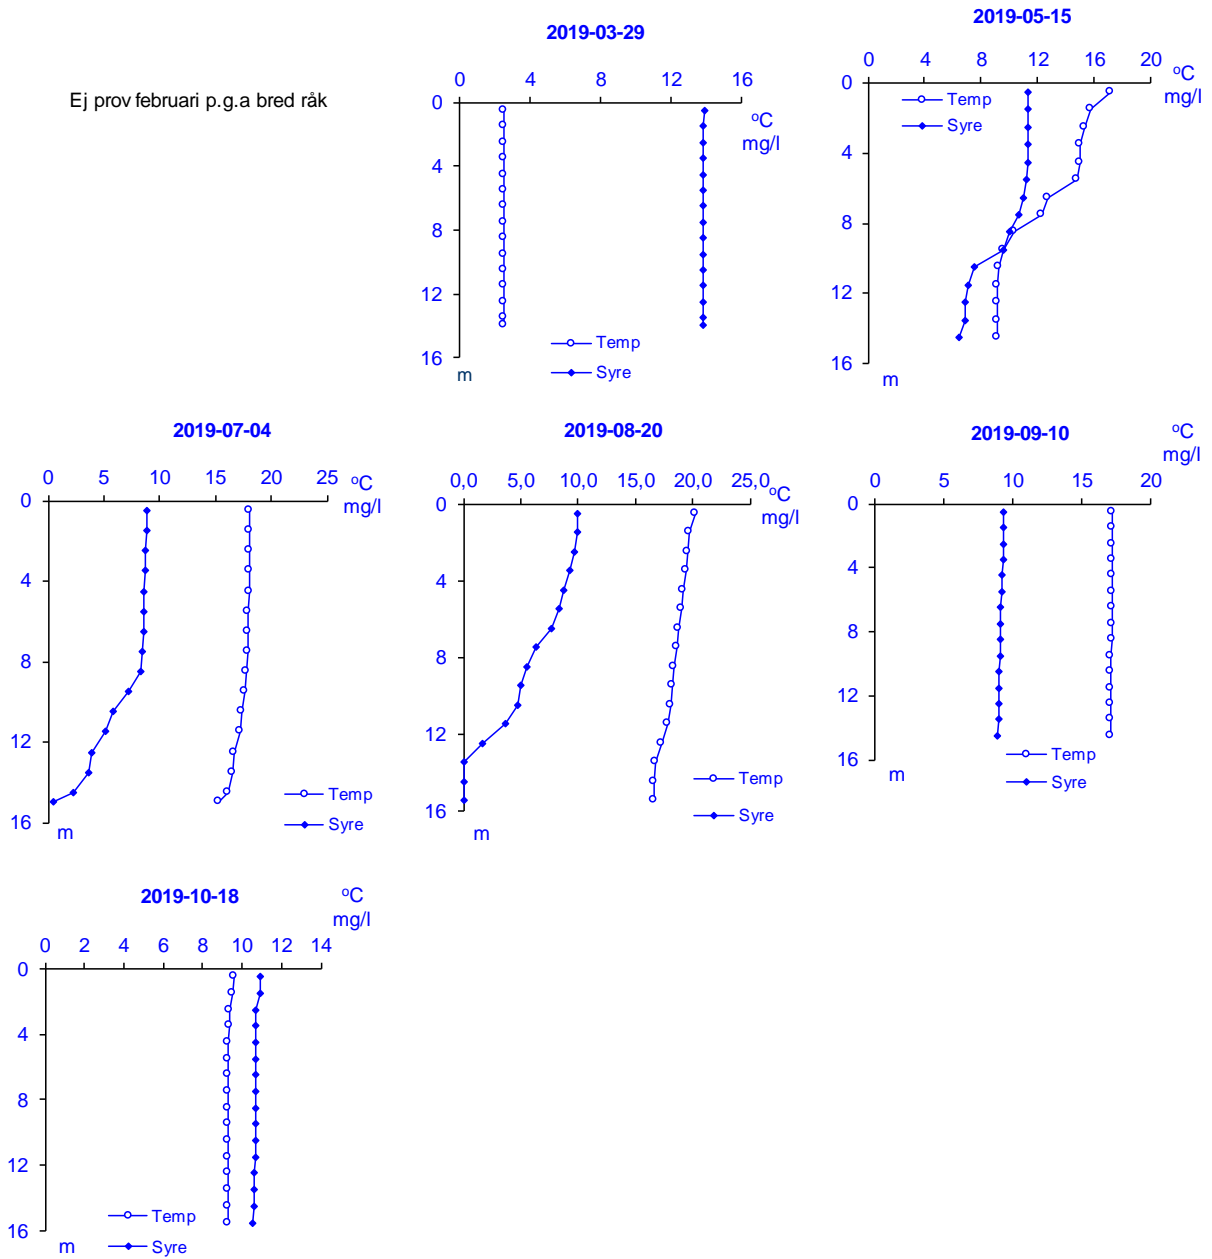 Ej prov februari p.g.a bred råk
2019-03-29
0 4 8 12 16
°C
mg/l
0
4
8
12
16
m
Temp
Syre
2019-05-15
0 4 8 12 16 20
°C
mg/l
0
4
8
12
16
m
Temp
Syre
2019-07-04
0 5 10 15 20 25
°C
mg/l
0
4
8
12
16
m
Temp
Syre
2019-08-20
0,0 5,0 10,0 15,0 20,0 25,0
°C
mg/l
0
4
8
12
16
m
Temp
Syre
2019-09-10
°C
mg/l
0 5 10 15 20
0
4
8
12
16
m
Temp
Syre
2019-10-18
°C
mg/l
0 2 4 6 8 10 12 14
0
4
8
12
16
m
Temp
Syre